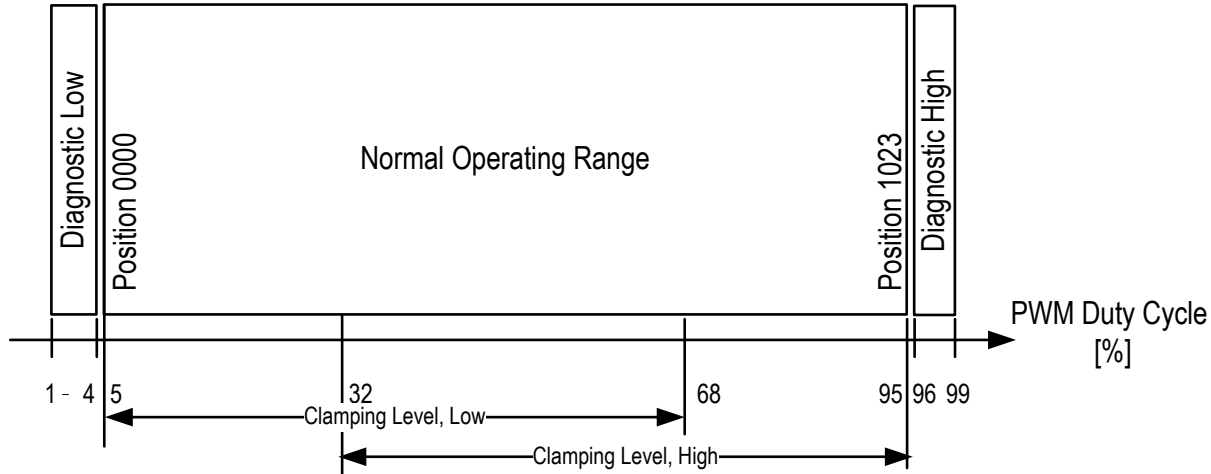 Diagnostic Low
Position 0000
Normal Operating Range
Position 1023
Diagnostic High
PWM Duty Cycle
[%]
1 - 4 5 32 68 95 96 99
Clamping Level, Low
Clamping Level, High